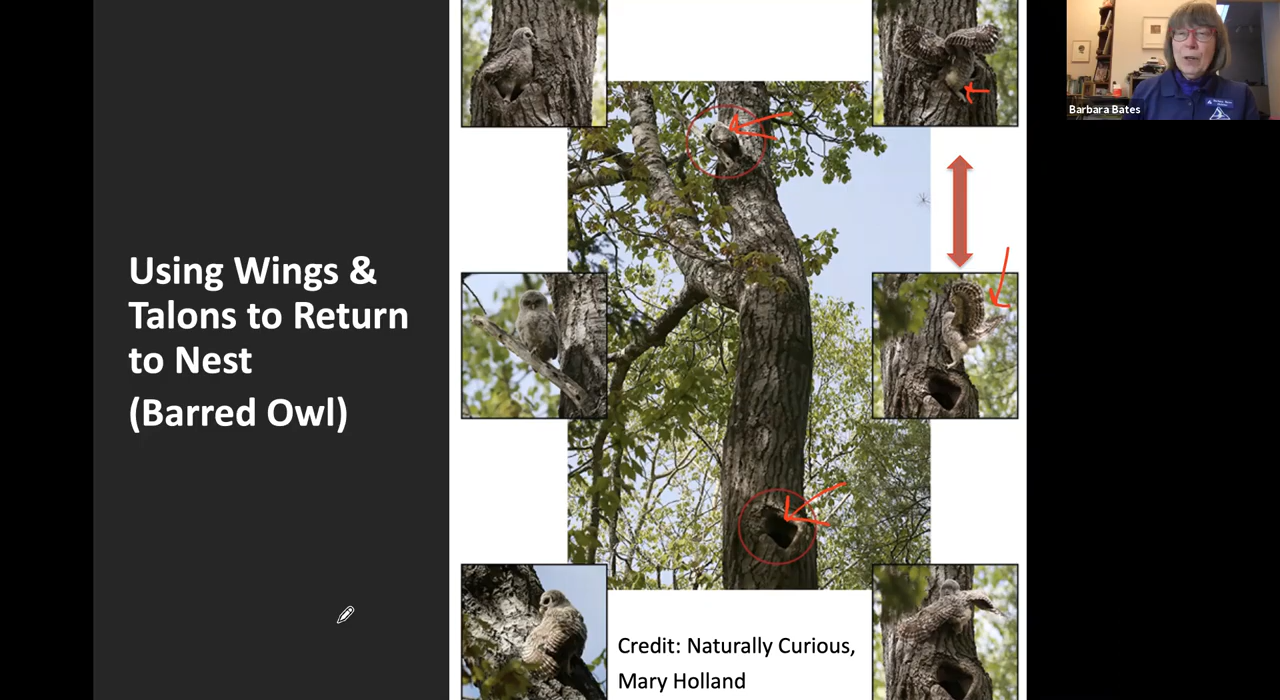 Using Wings &
Talons to Return
to Nest
(Barred Owl)
Credit: Naturally Curious,
Mary Holland
Barbara Bates